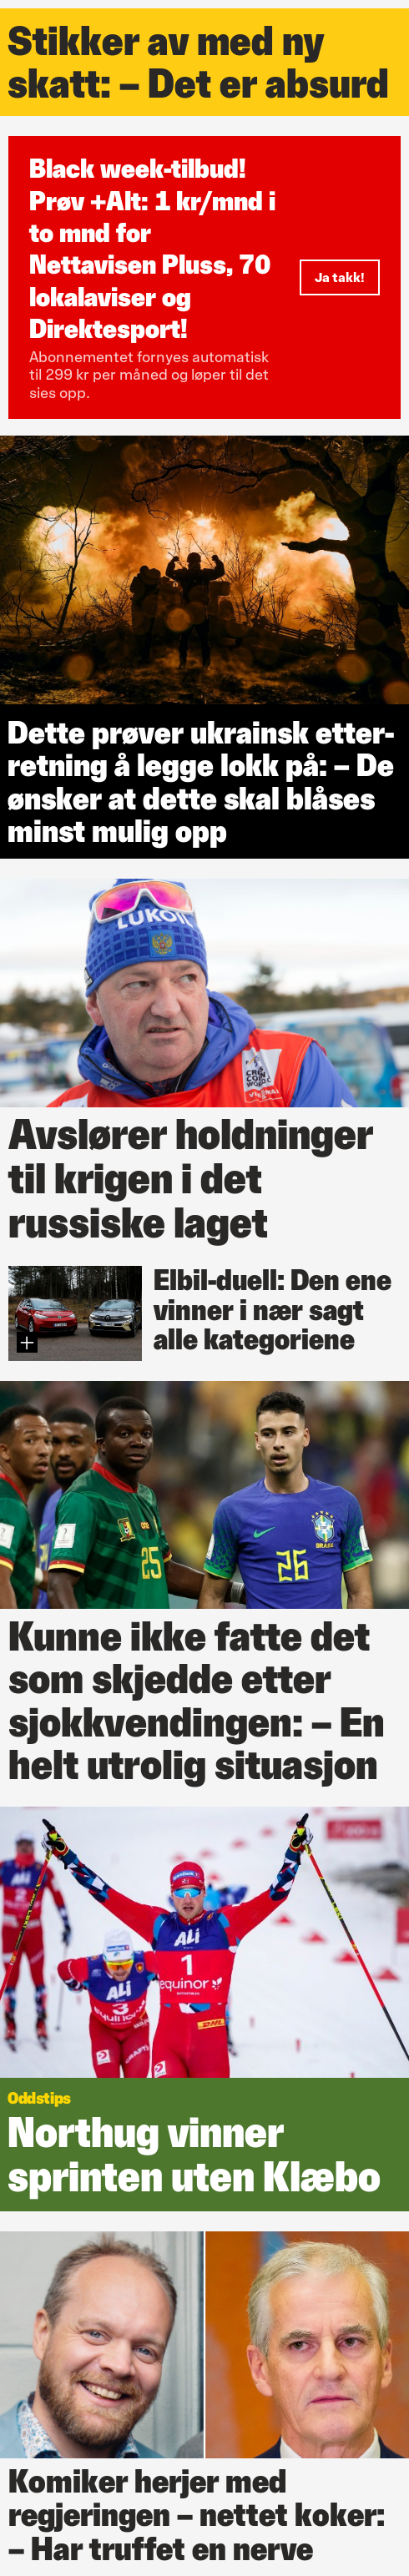 Stikker av med ny
skatt: – Det er absurd
Black week-tilbud!
Prøv +Alt: 1 kr/mnd i
to mnd for
Nettavisen Pluss, 70
lokalaviser og
Direktesport!
Ja takk!
Abonnementet fornyes automatisk
til 299 kr per måned og løper til det
sies opp.
Dette prøver ukrainsk etter-
retning å legge lokk på: – De
ønsker at dette skal blåses
minst mulig opp
LUKOIL
Avslører holdninger
til krigen i det
russiske laget
Elbil-duell: Den ene
vinner i nær sagt
alle kategoriene
25
26
BRASIL
Kunne ikke fatte det
som skjedde etter
sjokkvendingen: – En
helt utrolig situasjon
ALI
1
equinor
ALI
3
DHL
Oddstips
Northug vinner
sprinten uten Klæbo
Komiker herjer med
regjeringen – nettet koker:
– Har truffet en nerve